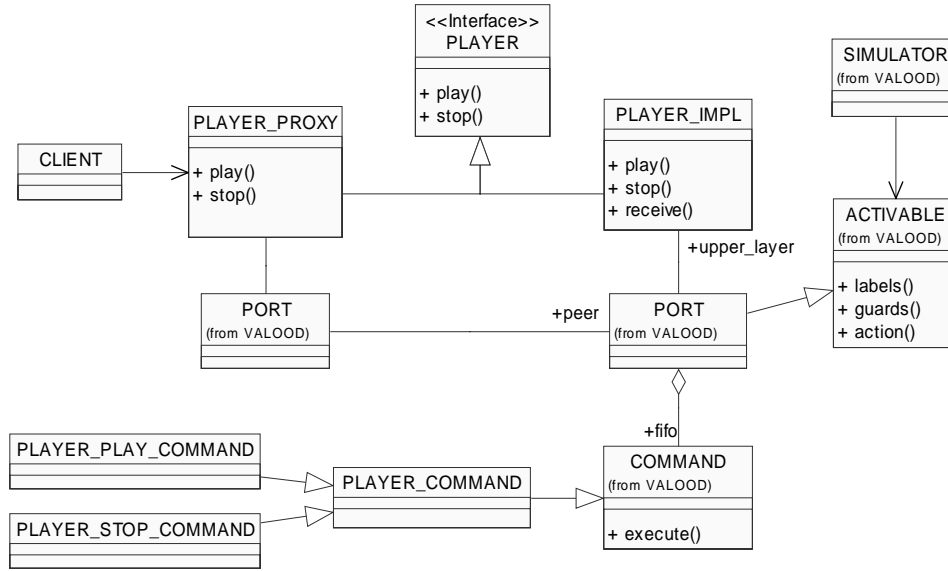 <<Interface>>
PLAYER
+ play()
+ stop()
SIMULATOR
(from VALOOD)
PLAYER_PROXY
+ play()
+ stop()
PLAYER_IMPL
+ play()
+ stop()
+ receive()
CLIENT
ACTIVABLE
(from VALOOD)
+ labels()
+ guards()
+ action()
+upper_layer
PORT
(from VALOOD)
+peer
PORT
(from VALOOD)
+fifo
PLAYER_PLAY_COMMAND
PLAYER_COMMAND
COMMAND
(from VALOOD)
+ execute()
PLAYER_STOP_COMMAND